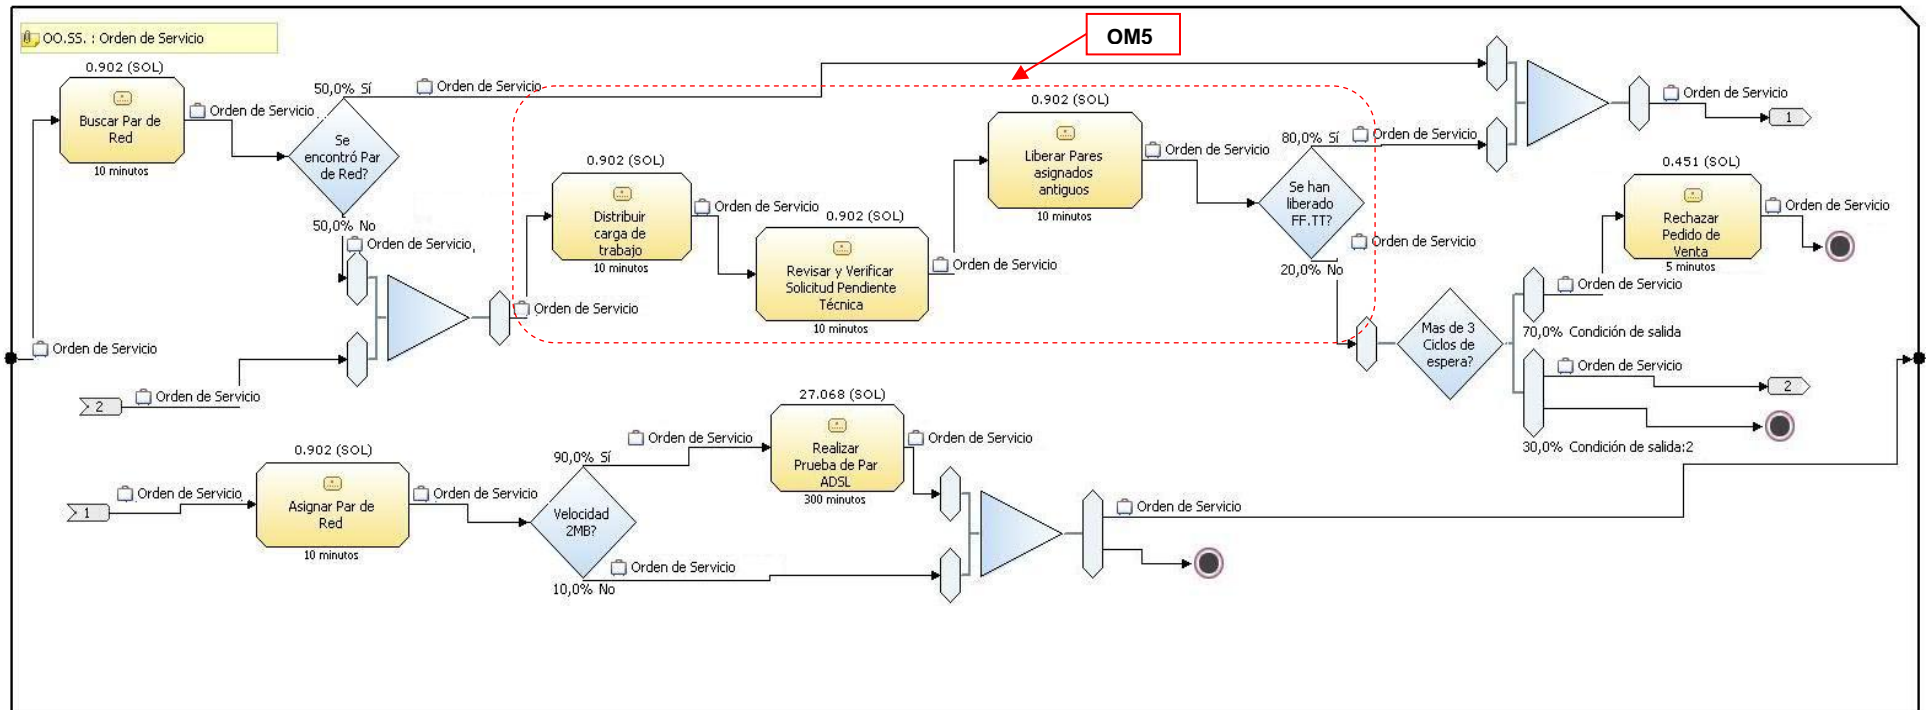 OO.SS. : Orden de Servicio
OM5
0.902 (SOL)
Buscar Par de
Red
10 minutos
Orden de Servicio
50,0% Sí
Orden de Servicio
Se
encontró Par
de Red?
50,0% No
Orden de Servicio
Orden de Servicio
2
Orden de Servicio
Orden de Servicio
0.902 (SOL)
Distribuir
carga de
trabajo
10 minutos
Orden de Servicio
0.902 (SOL)
Revisar y Verificar
Solicitud Pendiente
Técnica
10 minutos
Orden de Servicio
0.902 (SOL)
Liberar Pares
asignados
antiguos
10 minutos
Orden de Servicio
80,0% Sí
Orden de Servicio
Se han
liberado
FF.TT?
20,0% No
Orden de Servicio
Orden de Servicio
1
0.451 (SOL)
Rechazar
Pedido de
Venta
5 minutos
Orden de Servicio
Mas de 3
Ciclos de
espera?
Orden de Servicio
70,0% Condición de salida
Orden de Servicio
2
30,0% Condición de salida:2
1
Orden de Servicio
0.902 (SOL)
Asignar Par de
Red
10 minutos
Orden de Servicio
90,0% Sí
Orden de Servicio
Velocidad
2MB?
10,0% No
Orden de Servicio
27.068 (SOL)
Realizar
Prueba de Par
ADSL
300 minutos
Orden de Servicio
Orden de Servicio